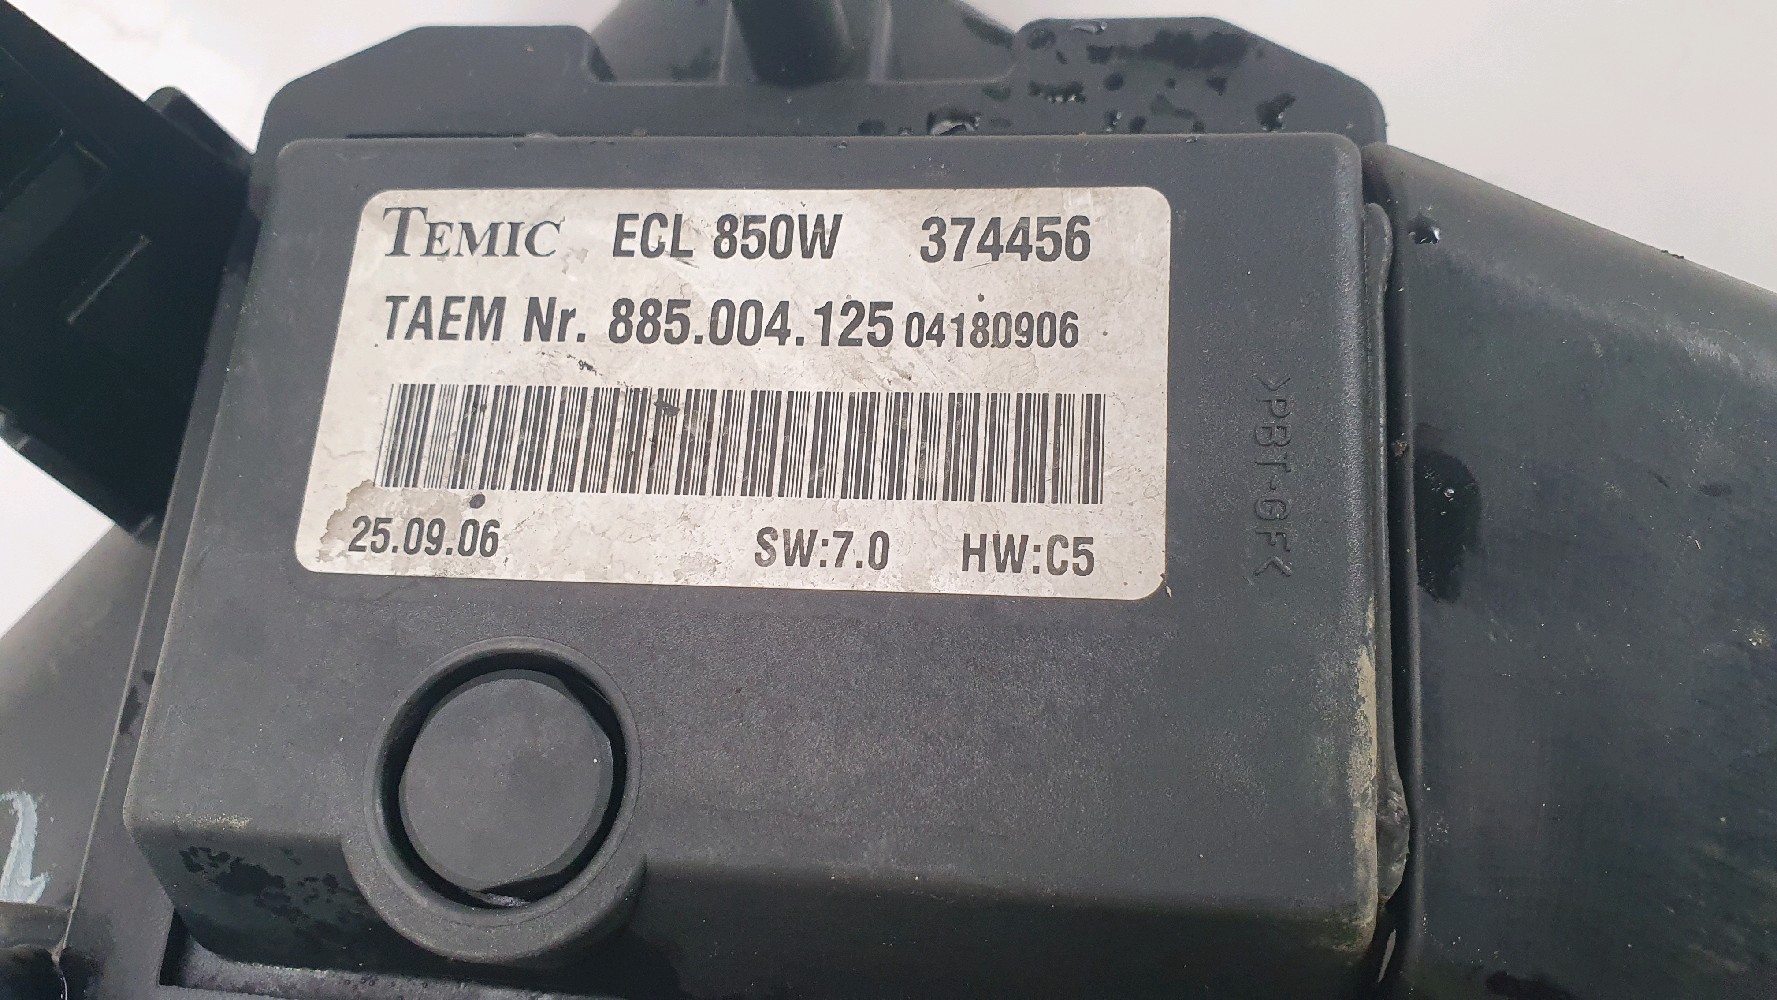 TEMIC ECL 850W 374456
TAEM Nr. 885.004.125 04180906
25.09.06 SW:7.0 HW:C5
>PBT-GF<